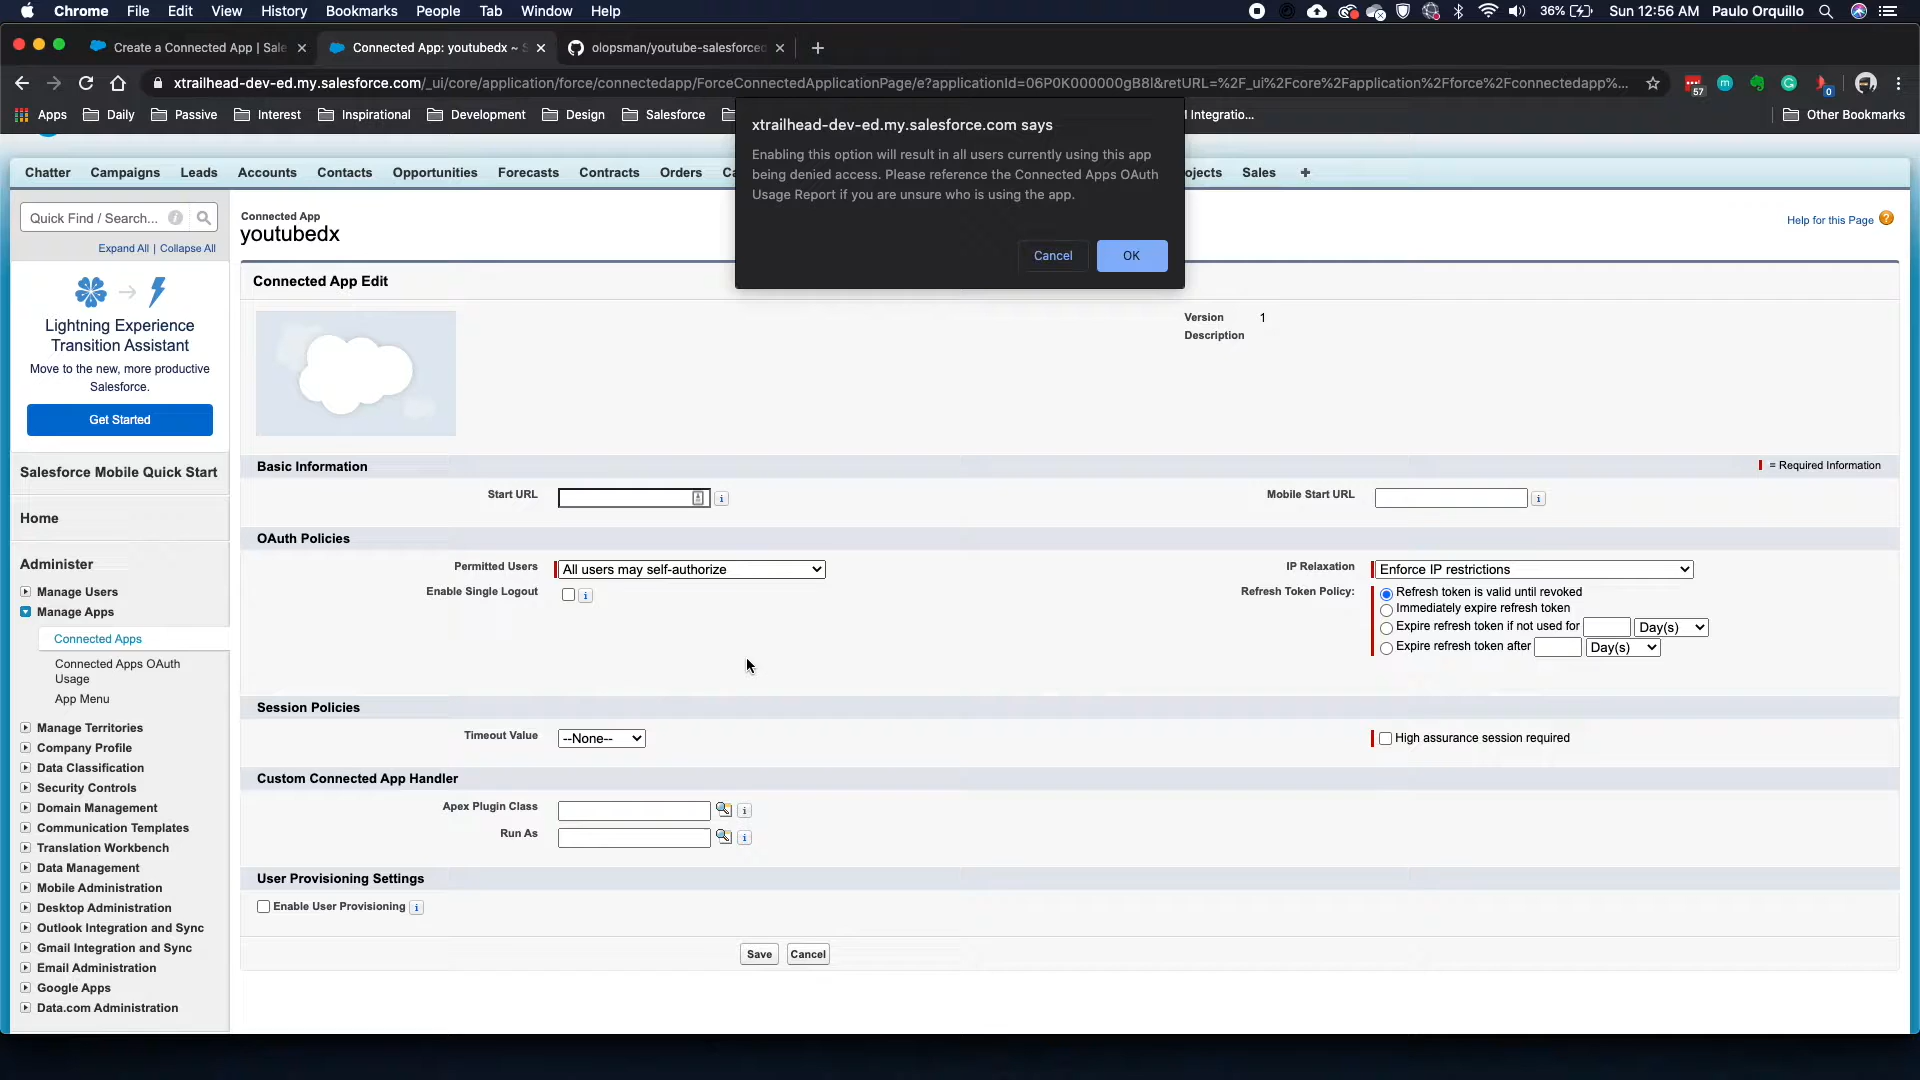 Chrome File Edit View History Bookmarks People Tab Window Help 36% Sun 12:56 AM Paulo Orquillo
Create a Connected App | Sale
Connected App: youtubedx ~ S
olopsman/youtube-salesforced
xtrailhead-dev-ed.my.salesforce.com/_ui/core/application/force/connectedapp/ForceConnectedApplicationPage/e?applicationId=06P0K000000gB8l&retURL=%2F_ui%2Fcore%2Fapplication%2Fforce%2Fconnectedapp%...
57
0
Apps Daily Passive Interest Inspirational Development Design Salesforce l Integratio... Other Bookmarks
xtrailhead-dev-ed.my.salesforce.com says
Enabling this option will result in all users currently using this app
being denied access. Please reference the Connected Apps OAuth
Usage Report if you are unsure who is using the app.
Cancel OK
Chatter Campaigns Leads Accounts Contacts Opportunities Forecasts Contracts Orders Ca ojects Sales +
Quick Find / Search...
Expand All | Collapse All
Lightning Experience
Transition Assistant
Move to the new, more productive
Salesforce.
Get Started
Salesforce Mobile Quick Start
Home
Administer
Manage Users
Manage Apps
Connected Apps
Connected Apps OAuth
Usage
App Menu
Manage Territories
Company Profile
Data Classification
Security Controls
Domain Management
Communication Templates
Translation Workbench
Data Management
Mobile Administration
Desktop Administration
Outlook Integration and Sync
Gmail Integration and Sync
Email Administration
Google Apps
Data.com Administration
Connected App
youtubedx
Help for this Page ?
Connected App Edit
Version 1
Description
Basic Information
= Required Information
Start URL
Mobile Start URL
OAuth Policies
Permitted Users All users may self-authorize
Enable Single Logout
IP Relaxation Enforce IP restrictions
Refresh Token Policy: Refresh token is valid until revoked
Immediately expire refresh token
Expire refresh token if not used for Day(s)
Expire refresh token after Day(s)
Session Policies
Timeout Value --None--
High assurance session required
Custom Connected App Handler
Apex Plugin Class
Run As
User Provisioning Settings
Enable User Provisioning
Save Cancel